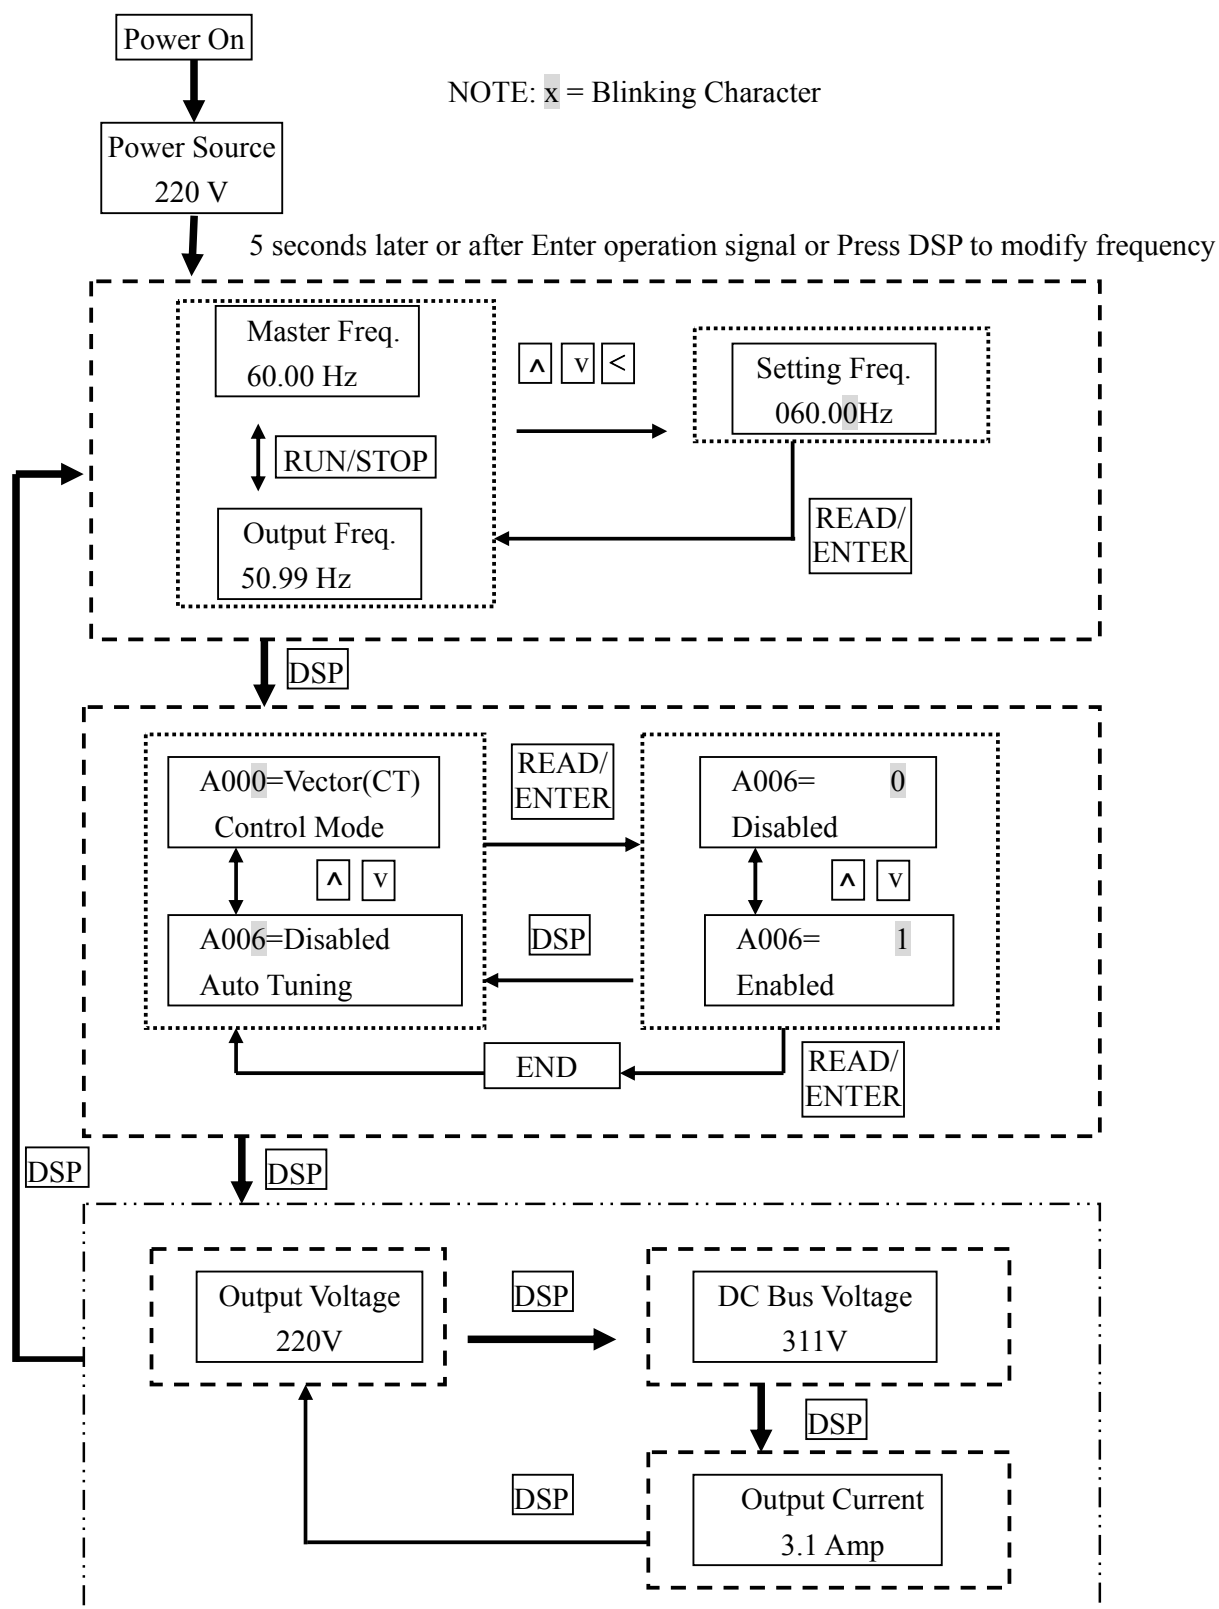 Power On
NOTE: x = Blinking Character
Power Source
220 V
5 seconds later or after Enter operation signal or Press DSP to modify frequency
Master Freq.
60.00 Hz
^ v <
Setting Freq.
060.00Hz
RUN/STOP
READ/
ENTER
Output Freq.
50.99 Hz
DSP
A000=Vector(CT)
Control Mode
READ/
ENTER
A006= 0
Disabled
^ v
^ v
A006=Disabled
Auto Tuning
DSP
A006= 1
Enabled
END
READ/
ENTER
DSP
DSP
Output Voltage
220V
DSP
DC Bus Voltage
311V
DSP
DSP
Output Current
3.1 Amp